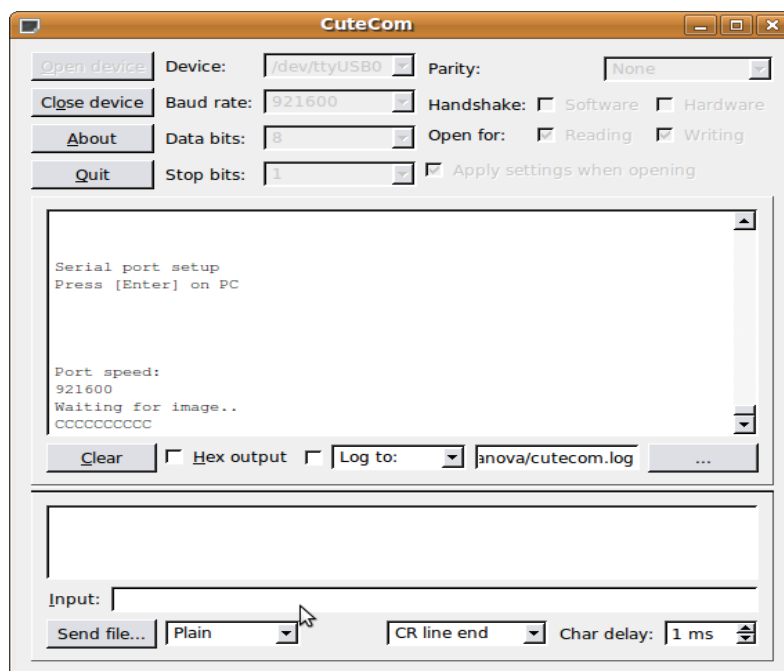 CuteCom
Open device Device: /dev/ttyUSB0 Parity: None
Close device Baud rate: 921600 Handshake: Software Hardware
About Data bits: 8 Open for: Reading Writing
Quit Stop bits: 1 Apply settings when opening
Serial port setup
Press [Enter] on PC
Port speed:
921600
Waiting for image..
CCCCCCCCCC
Clear Hex output Log to: anova/cutecom.log ...
Input:
Send file... Plain CR line end Char delay: 1 ms